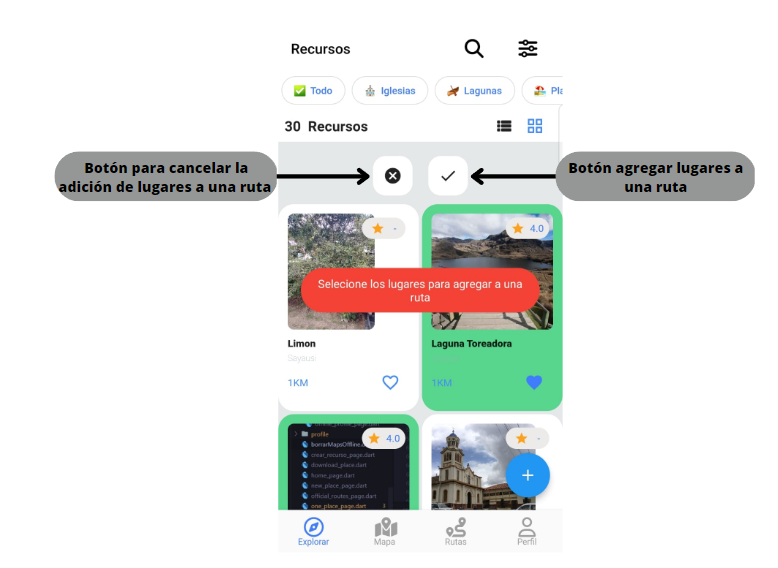 Recursos
Todo
Iglesias
Lagunas
Pla
30 Recursos
Botón para cancelar la
adición de lugares a una ruta
Botón agregar lugares a
una ruta
-
4.0
Selecione los lugares para agregar a una
ruta
Limon
Sayausi
1KM
Laguna Toreadora
1KM
4.0
profile
borrarMapsOffline.da
crear_recurso_page.dart
download_place.dart
home_page.dart
new_place_page.dart
official_routes_page.dart
one_place_page.dart
-
+
Explorar
Mapa
Rutas
Perfil